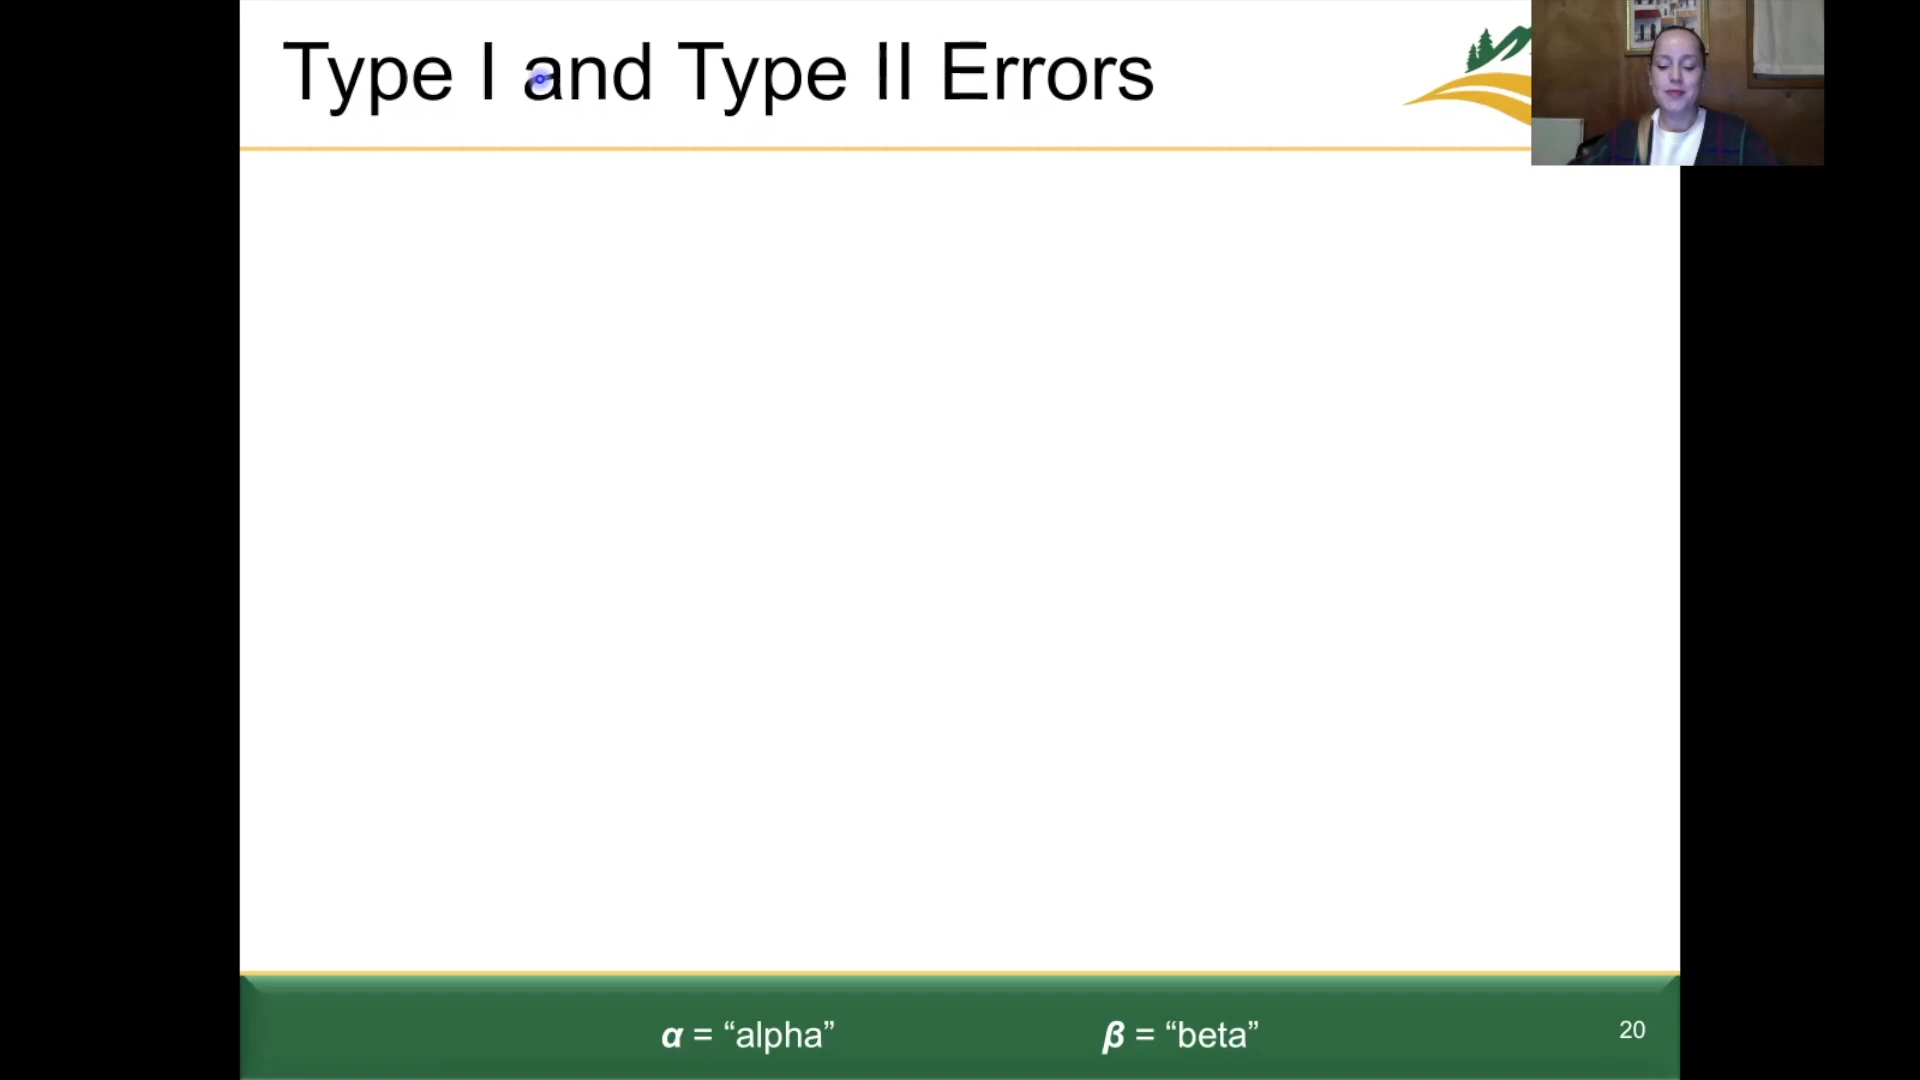 Type I and Type II Errors
α = “alpha”
β = “beta”
20